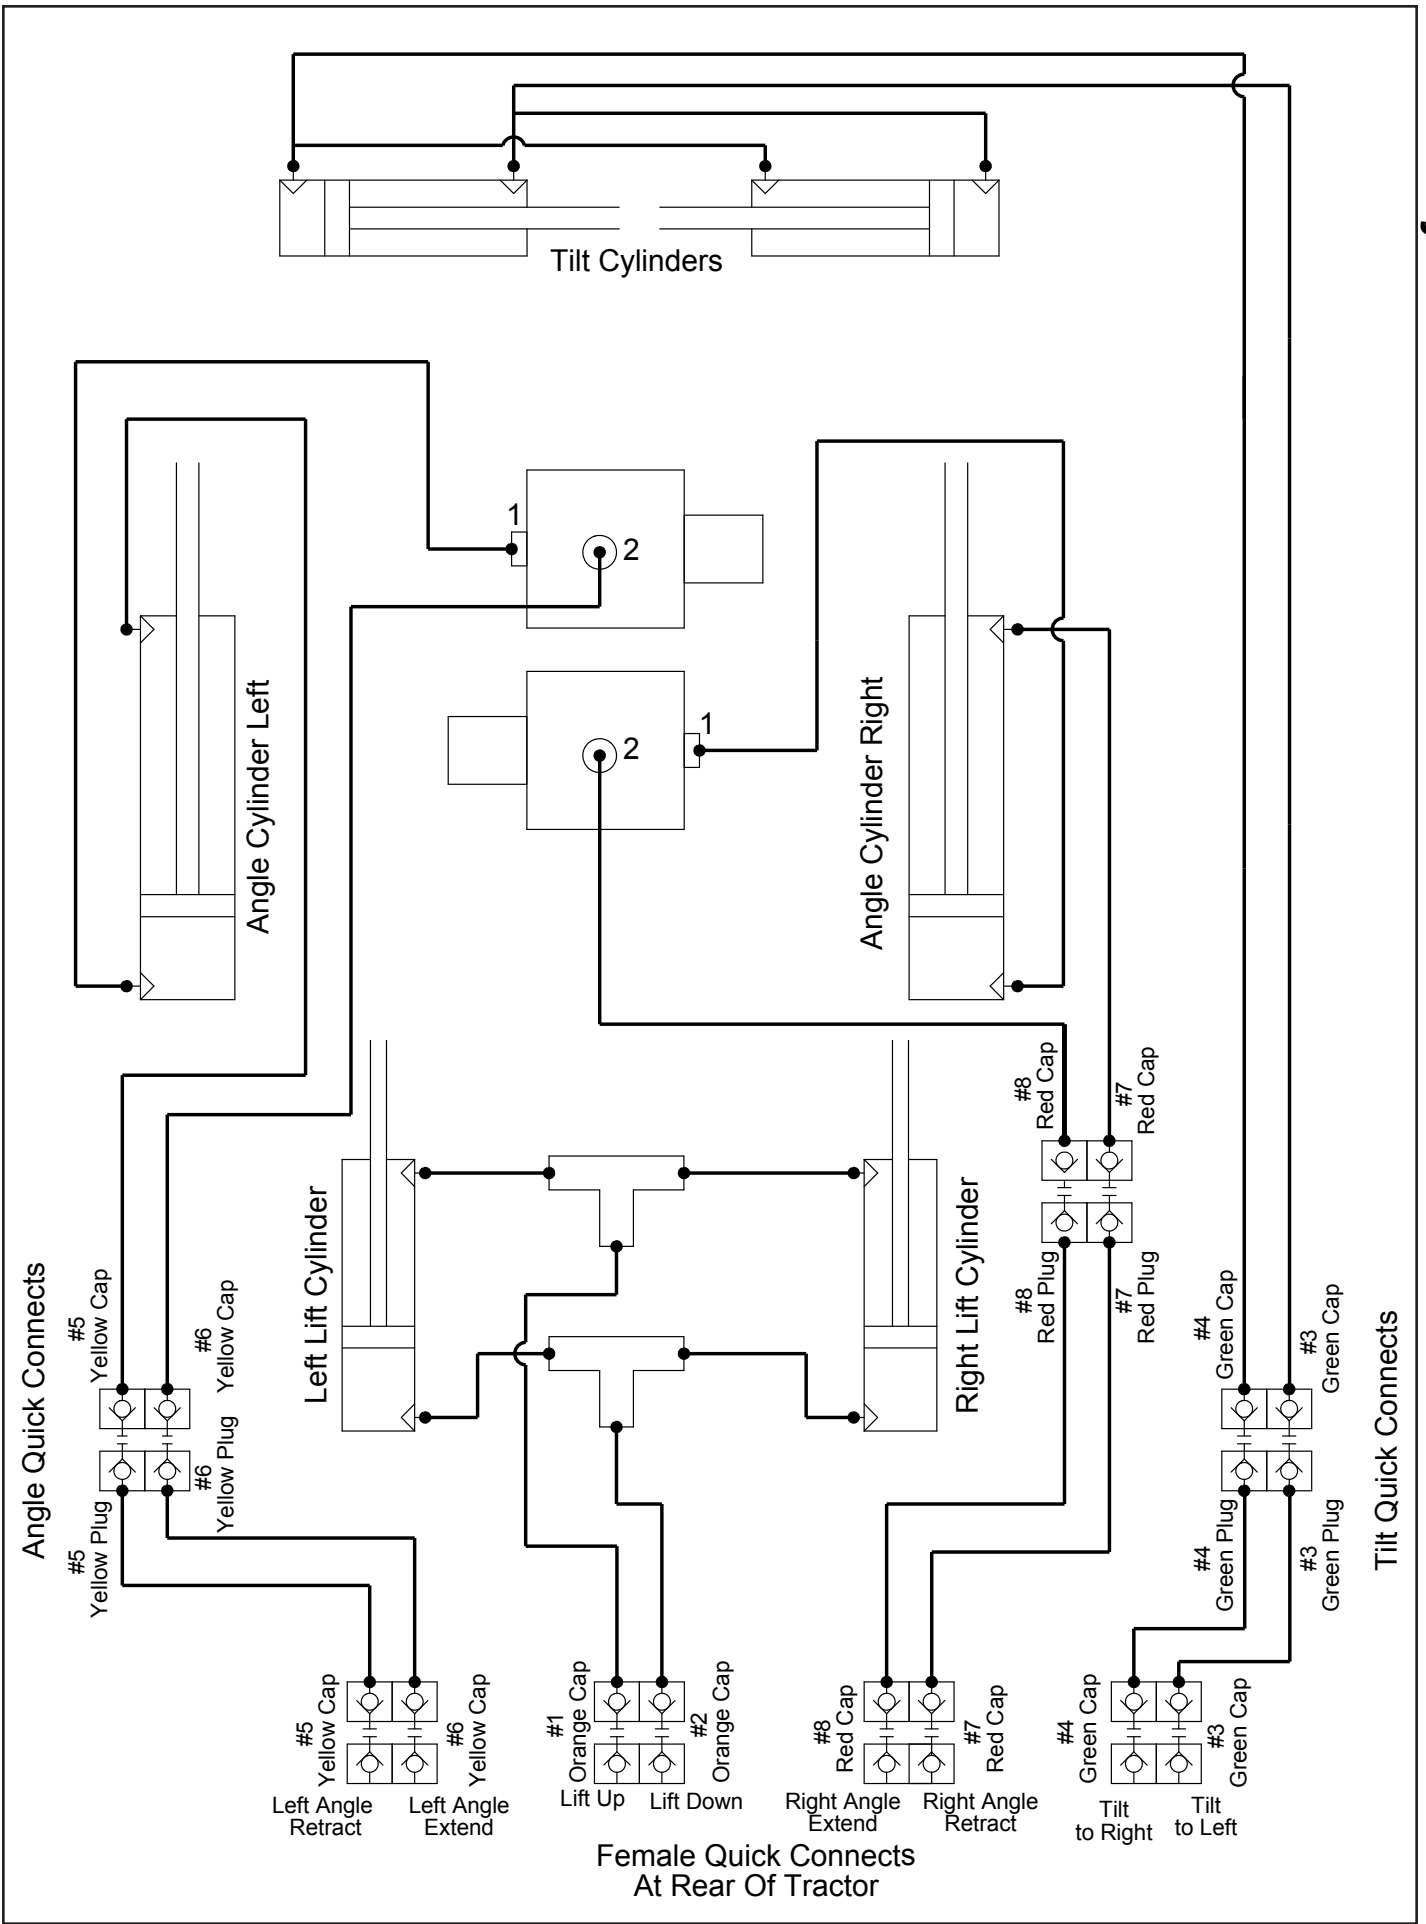 Tilt Cylinders
1
2
Angle Cylinder Left
1
2
Angle Cylinder Right
#8
Red Cap
#7
Red Cap
Left Lift Cylinder
Right Lift Cylinder
#8
Red Plug
#7
Red Plug
Angle Quick Connects
#5
Yellow Cap
#6
Yellow Cap
#5
Yellow Plug
#6
Yellow Plug
#4
Green Cap
#3
Green Cap
Tilt Quick Connects
#4
Green Plug
#3
Green Plug
#5
Yellow Cap
#6
Yellow Cap
#1
Orange Cap
#2
Orange Cap
#8
Red Cap
#7
Red Cap
#4
Green Cap
#3
Green Cap
Left Angle
Retract
Left Angle
Extend
Lift Up
Lift Down
Right Angle
Extend
Right Angle
Retract
Tilt
to Right
Tilt
to Left
Female Quick Connects
At Rear Of Tractor